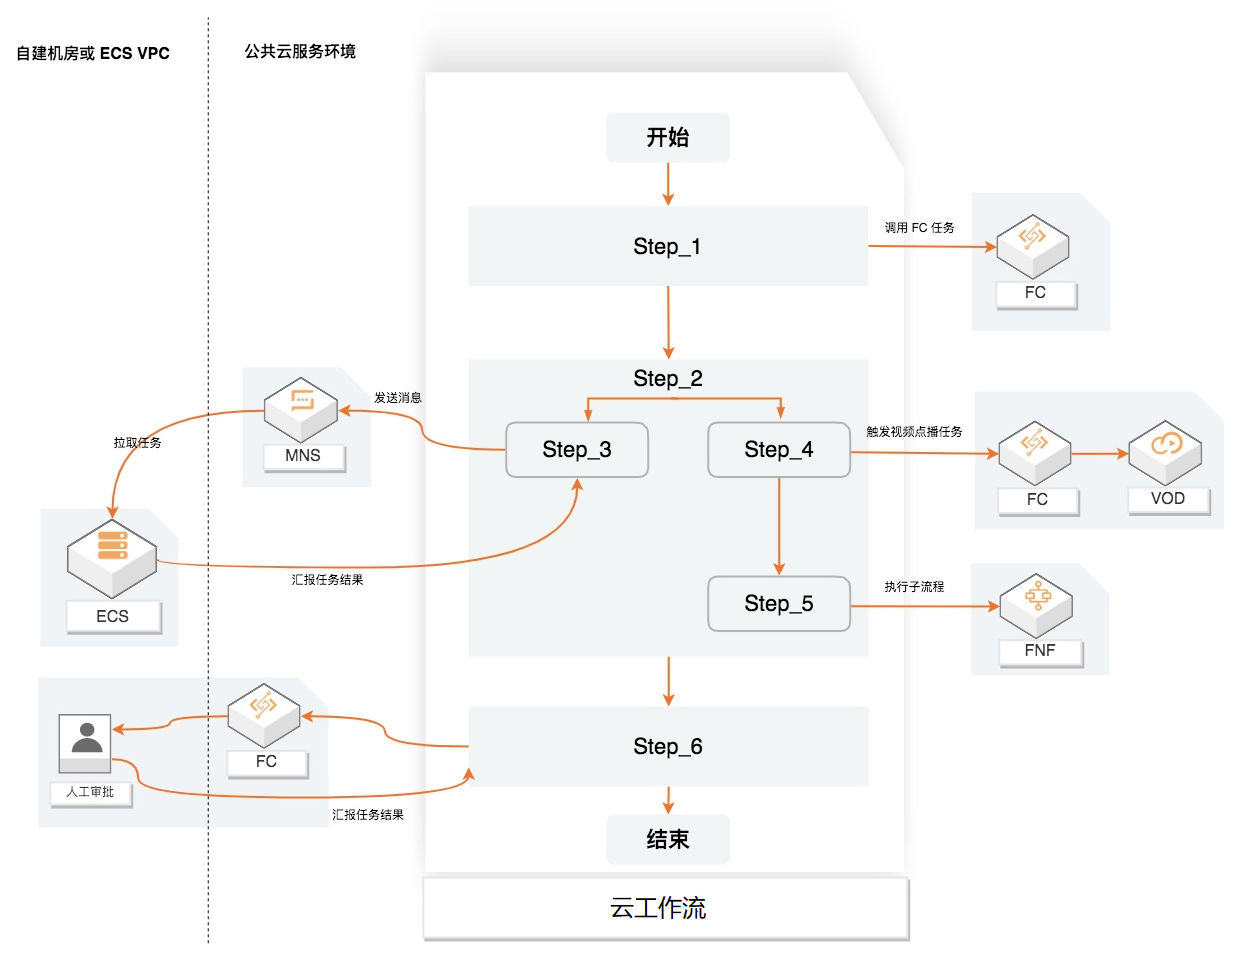 自建机房或 ECS VPC
公共云服务环境
开始
Step_1
调用 FC 任务
FC
Step_2
发送消息
MNS
拉取任务
Step_3
Step_4
触发视频点播任务
FC
VOD
ECS
汇报任务结果
Step_5
执行子流程
FNF
Step_6
FC
人工审批
汇报任务结果
结束
云工作流